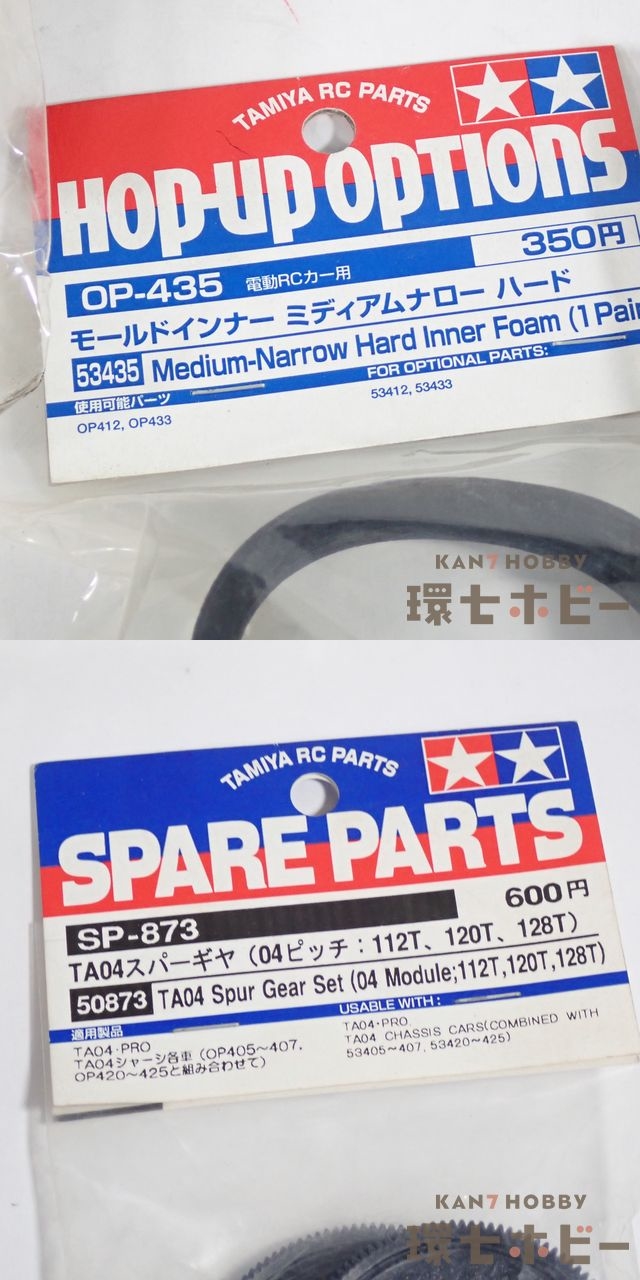 TAMIYA RC PARTS
HOP-UP OPTIONS
OP-435 電動RCカー用 350円
モールドインナー ミディアムナロー ハード
53435 Medium-Narrow Hard Inner Foam (1 Pair
使用可能パーツ FOR OPTIONAL PARTS:
OP412, OP433 53412, 53433
KAN7HOBBY
環七ホビー
TAMIYA RC PARTS
SPARE PARTS
SP-873 600円
TA04スパーギヤ (04ピッチ:112T、120T、128T)
50873 TA04 Spur Gear Set (04 Module;112T,120T,128T)
適用製品 USABLE WITH:
TA04-PRO
TA04シャーシ各車 (OP405〜407,
OP420〜425と組み合わせて)
TA04-PRO
TA04 CHASSIS CARS(COMBINED WITH
53405〜407, 53420〜425)
KAN7HOBBY
環七ホビー